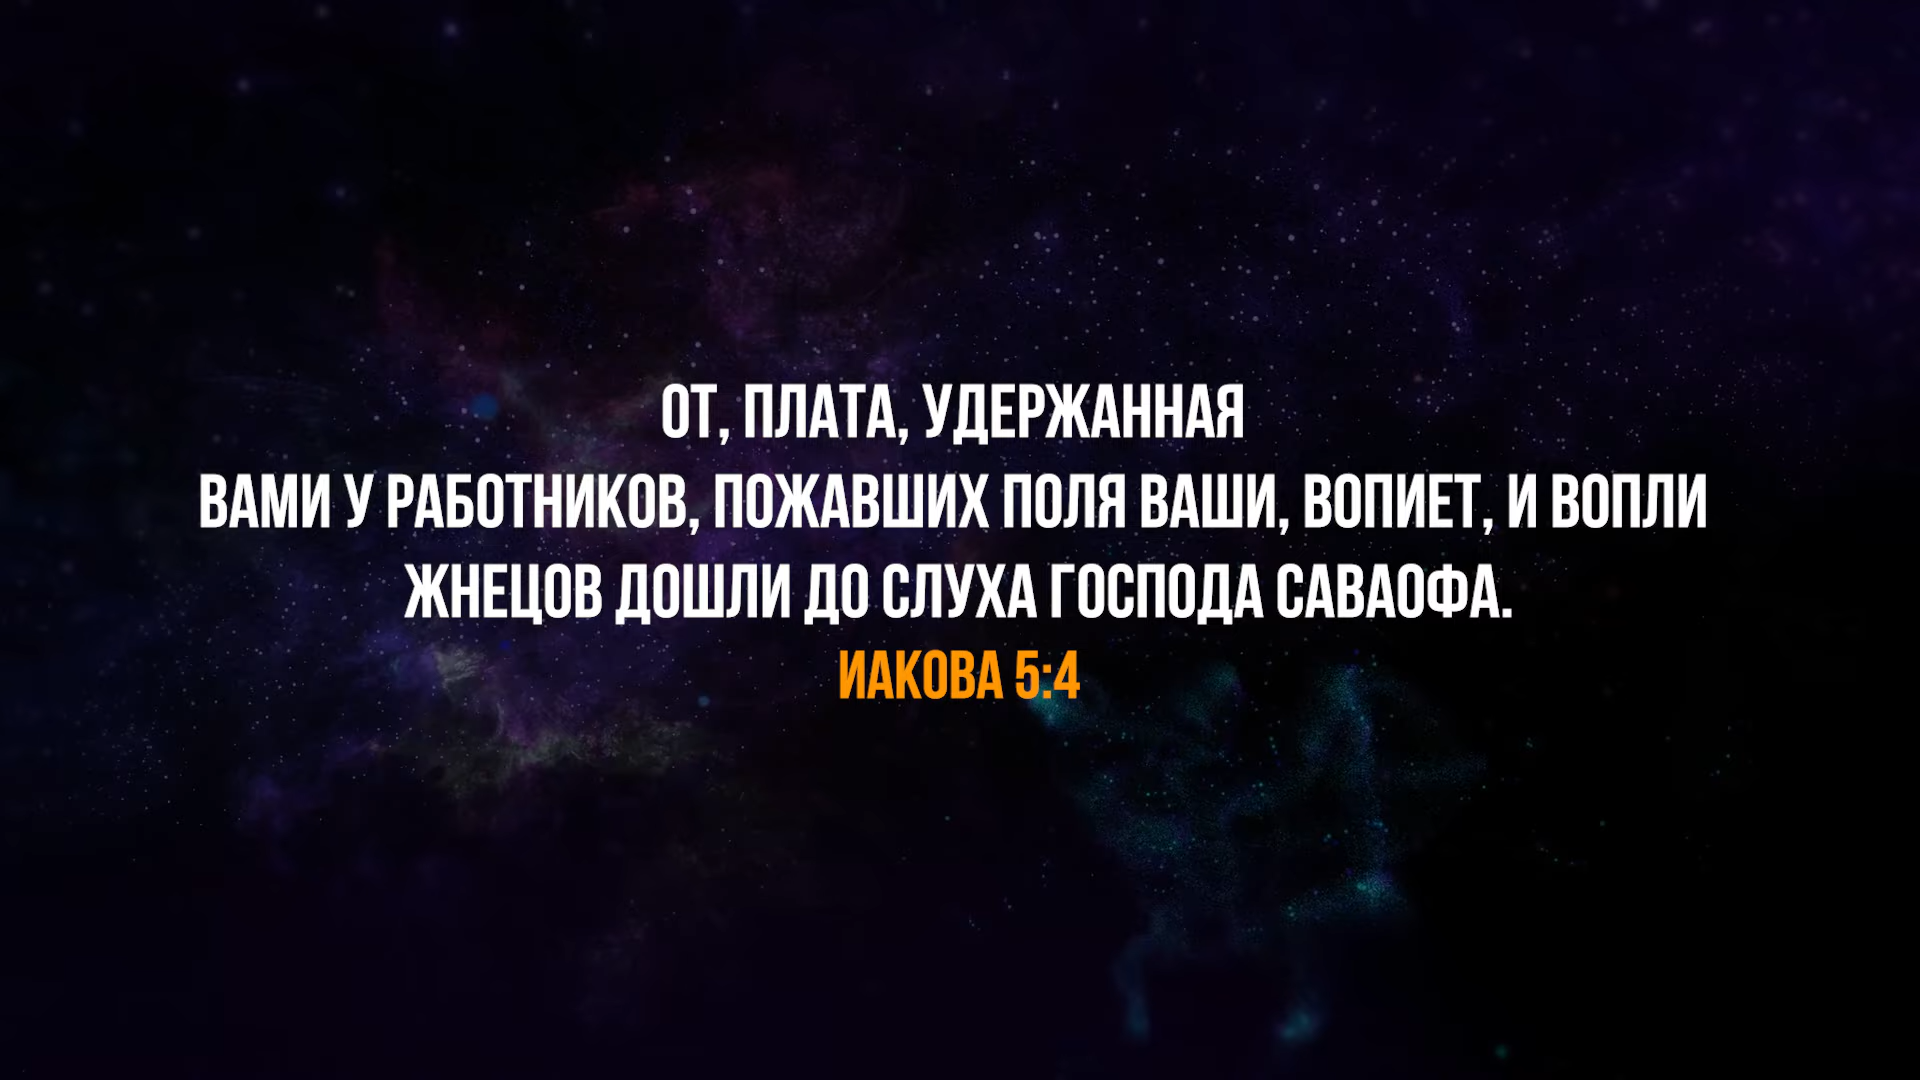 ОТ, ПЛАТА, УДЕРЖАННАЯ
ВАМИ У РАБОТНИКОВ, ПОЖАВШИХ ПОЛЯ ВАШИ, ВОПИЕТ, И ВОПЛИ
ЖНЕЦОВ ДОШЛИ ДО СЛУХА ГОСПОДА САВАОФА.
ИАКОВА 5:4